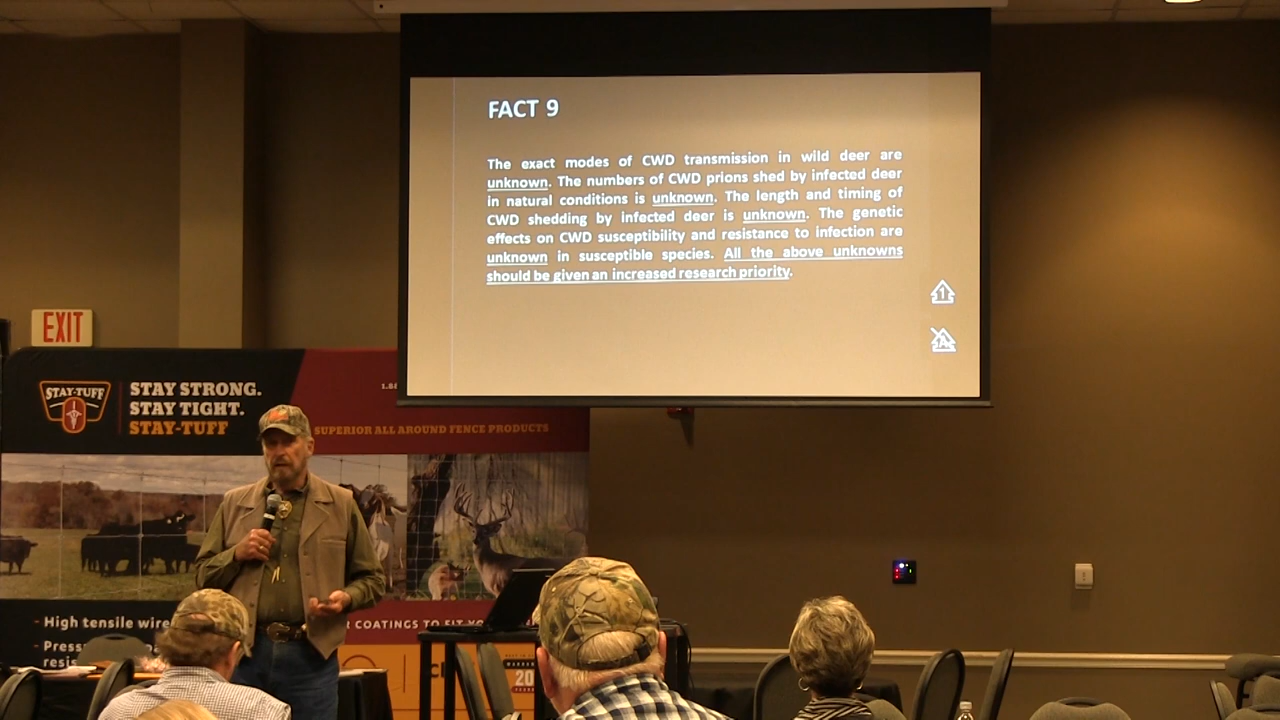 FACT 9
The exact modes of CWD transmission in wild deer are
unknown. The numbers of CWD prions shed by infected deer
in natural conditions is unknown. The length and timing of
CWD shedding by infected deer is unknown. The genetic
effects on CWD susceptibility and resistance to infection are
unknown in susceptible species. All the above unknowns
should be given an increased research priority.
1
A
EXIT
STAY-TUFF
STAY STRONG.
STAY TIGHT.
STAY-TUFF
SUPERIOR ALL AROUND FENCE PRODUCTS
- High tensile wire
COATINGS TO FIT